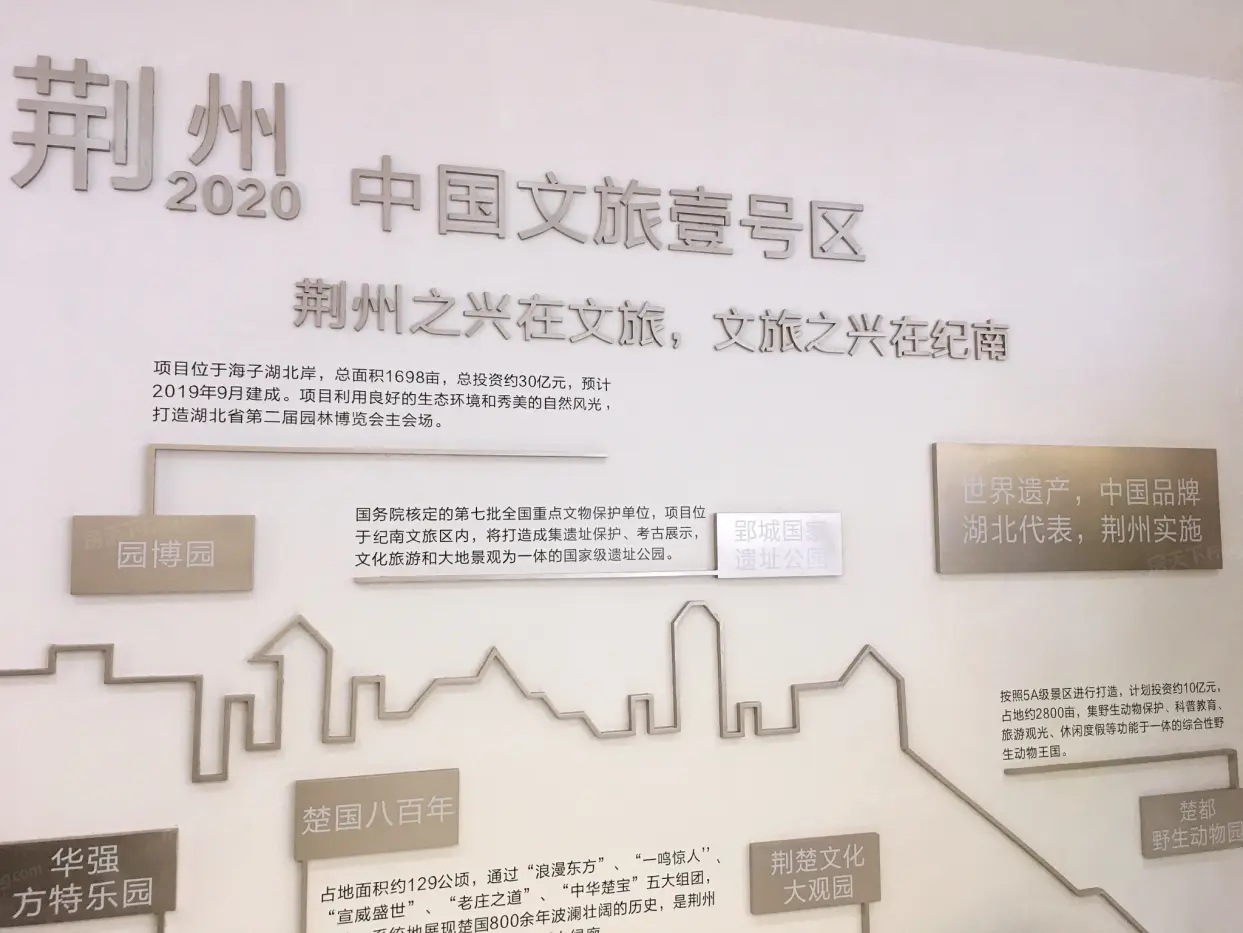 荆州
2020
中国文旅壹号区
荆州之兴在文旅，文旅之兴在纪南
项目位于海子湖北岸，总面积1698亩，总投资约30亿元，预计
2019年9月建成。项目利用良好的生态环境和秀美的自然风光，
打造湖北省第二届园林博览会主会场。
园博园
国务院核定的第七批全国重点文物保护单位，项目位
于纪南文旅区内，将打造成集遗址保护、考古展示，
文化旅游和大地景观为一体的国家级遗址公园。
郢城国家
遗址公园
世界遗产，中国品牌
湖北代表，荆州实施
按照5A级景区进行打造，计划投资约10亿元，
占地约2800亩，集野生动物保护、科普教育、
旅游观光、休闲度假等功能于一体的综合性野
生动物王国。
楚都
野生动物园
楚国八百年
华强
方特乐园
占地面积约129公顷，通过“浪漫东方”、“一鸣惊人’’、
“宣威盛世”、“老庄之道”、“中华楚宝”五大组团，
系统地展现楚国800余年波澜壮阔的历史，是荆州
荆楚文化
大观园